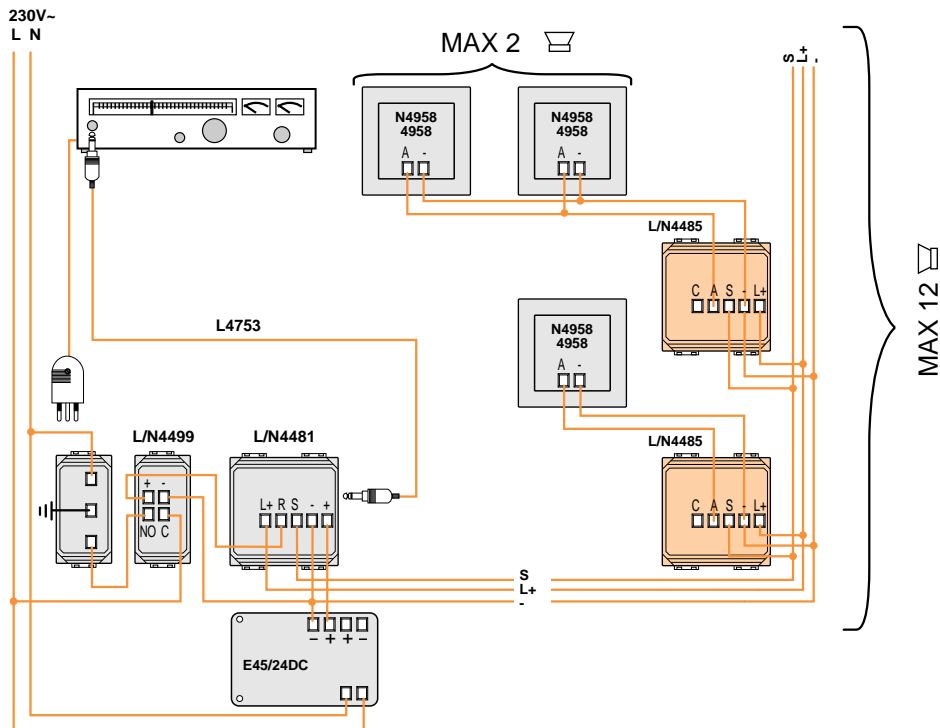 230V~
L N
MAX 2
S
L+
-
N4958
4958
A -
N4958
4958
A -
L/N4485
C A S - L+
MAX 12
L4753
N4958
4958
A -
L/N4485
C A S - L+
L/N4499
+ -
NO C
L/N4481
L+ R S - +
S
L+
-
- + + -
E45/24DC